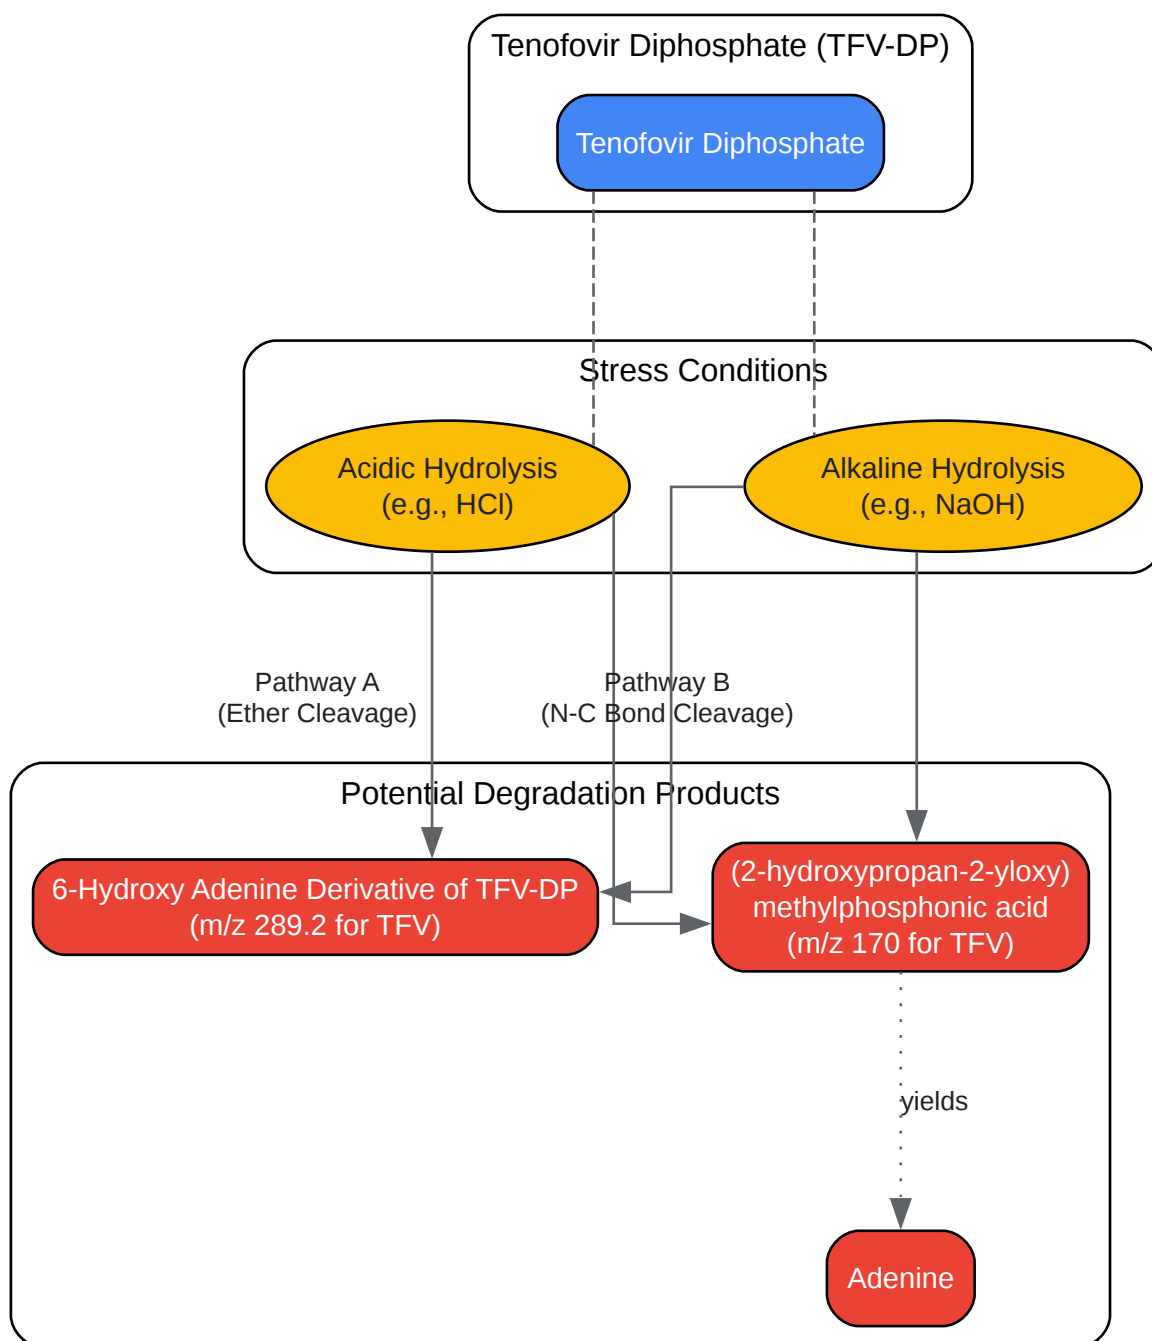 Tenofovir Diphosphate (TFV-DP)
Tenofovir Diphosphate
Stress Conditions
Acidic Hydrolysis
(e.g., HCl)
Alkaline Hydrolysis
(e.g., NaOH)
Pathway A
(Ether Cleavage)
Pathway B
(N-C Bond Cleavage)
Potential Degradation Products
6-Hydroxy Adenine Derivative of TFV-DP
(m/z 289.2 for TFV)
(2-hydroxypropan-2-yloxy)
methylphosphonic acid
(m/z 170 for TFV)
yields
Adenine